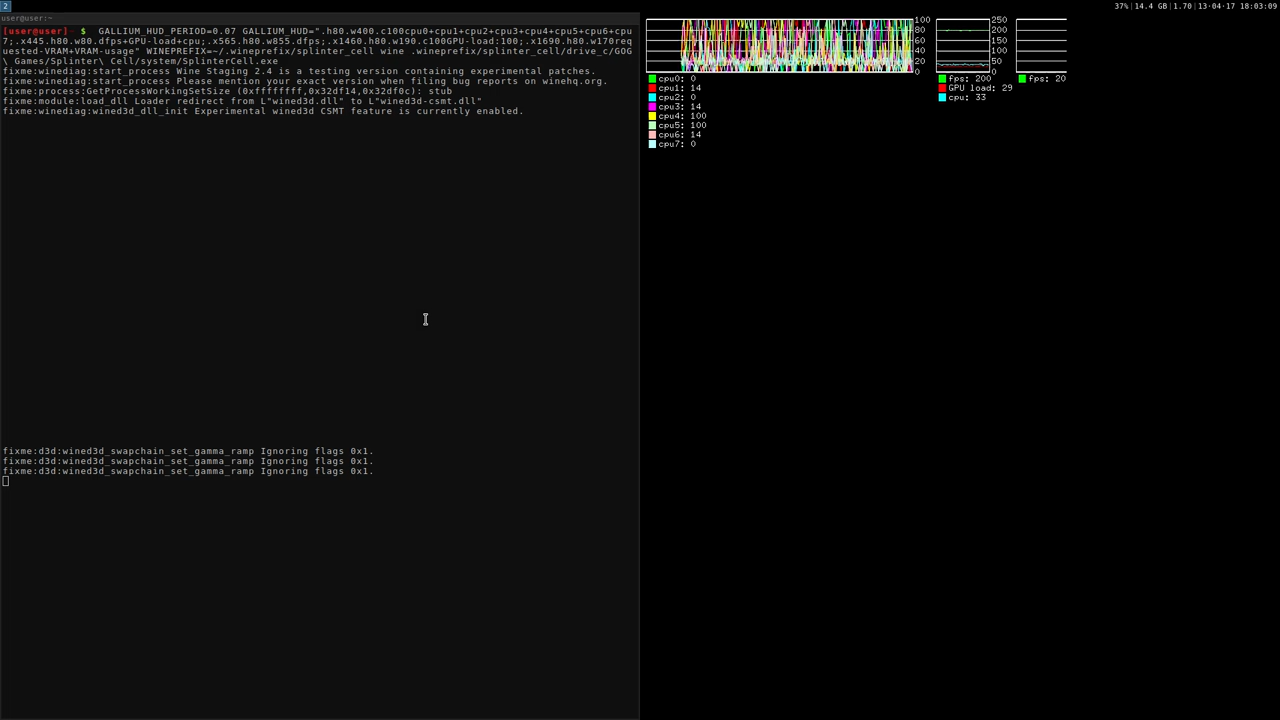 2
37%|14.4 GB|1.70|13-04-17 18:03:09
user@user:~
[user@user] $  GALLIUM_HUD_PERIOD=0.07 GALLIUM_HUD=".h80.w400.c100cpu0+cpu1+cpu2+cpu3+cpu4+cpu5+cpu6+cpu
7;.x445.h80.w80.dfps+GPU-load+cpu;.x565.h80.w855.dfps;.x1460.h80.w190.c100GPU-load:100;.x1690.h80.w170req
uested-VRAM+VRAM-usage" WINEPREFIX=~/.wineprefix/splinter_cell wine .wineprefix/splinter_cell/drive_c/GOG
\ Games/Splinter\ Cell/system/SplinterCell.exe
fixme:winediag:start_process Wine Staging 2.4 is a testing version containing experimental patches.
fixme:winediag:start_process Please mention your exact version when filing bug reports on winehq.org.
fixme:process:GetProcessWorkingSetSize (0xffffffff,0x32df14,0x32df0c): stub
fixme:module:load_dll Loader redirect from L"wined3d.dll" to L"wined3d-csmt.dll"
fixme:winediag:wined3d_dll_init Experimental wined3d CSMT feature is currently enabled.
fixme:d3d:wined3d_swapchain_set_gamma_ramp Ignoring flags 0x1.
fixme:d3d:wined3d_swapchain_set_gamma_ramp Ignoring flags 0x1.
fixme:d3d:wined3d_swapchain_set_gamma_ramp Ignoring flags 0x1.
100
80
60
40
20
0
cpu0: 0
cpu1: 14
cpu2: 0
cpu3: 14
cpu4: 100
cpu5: 100
cpu6: 14
cpu7: 0
250
200
150
100
50
0
fps: 200
GPU load: 29
cpu: 33
fps: 20